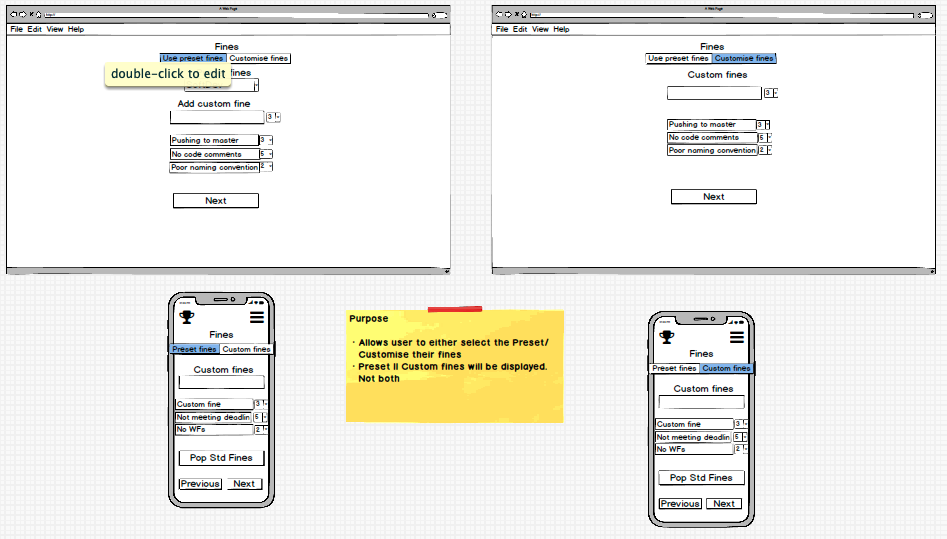 A Web Page
http://
File Edit View Help
Fines
Use preset fines Customise fines
double-click to edit
fines
Add custom fine
3
Pushing to master 3
No code comments 5
Poor naming convention 2
Next
A Web Page
http://
File Edit View Help
Fines
Use preset fines Customise fines
Custom fines
3
Pushing to master 3
No code comments 5
Poor naming convention 2
Next
Fines
Preset fines Custom fines
Custom fines
Custom fine 3
Not meeting deadlin 5
No WFs 2
Pop Std Fines
Previous Next
Purpose
· Allows user to either select the Preset/
Customise their fines
· Preset II Custom fines will be displayed.
Not both
Fines
Preset fines Custom fines
Custom fines
Custom fine 3
Not meeting deadlin 5
No WFs 2
Pop Std Fines
Previous Next